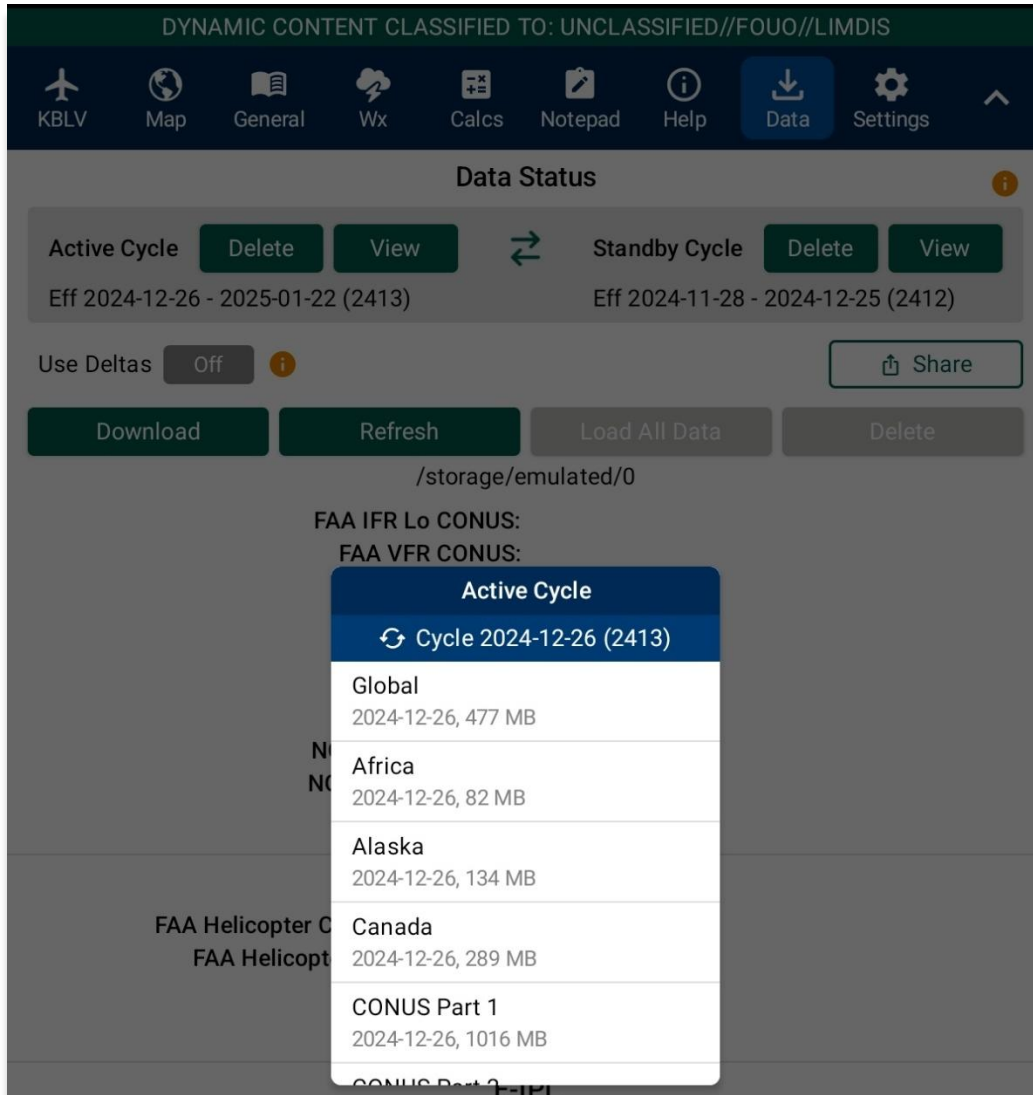 DYNAMIC CONTENT CLASSIFIED TO: UNCLASSIFIED//FOUO//LIMDIS
KBLV Map General Wx Calcs Notepad Help Data Settings
Data Status
Active Cycle Delete View Standby Cycle Delete View
Eff 2024-12-26 - 2025-01-22 (2413) Eff 2024-11-28 - 2024-12-25 (2412)
Use Deltas Off Share
Download Refresh Load All Data Delete
/storage/emulated/0
FAA IFR Lo CONUS:
FAA VFR CONUS:
Active Cycle
Cycle 2024-12-26 (2413)
Global
2024-12-26, 477 MB
Africa
2024-12-26, 82 MB
Alaska
2024-12-26, 134 MB
FAA Helicopter
Canada
2024-12-26, 289 MB
CONUS Part 1
2024-12-26, 1016 MB